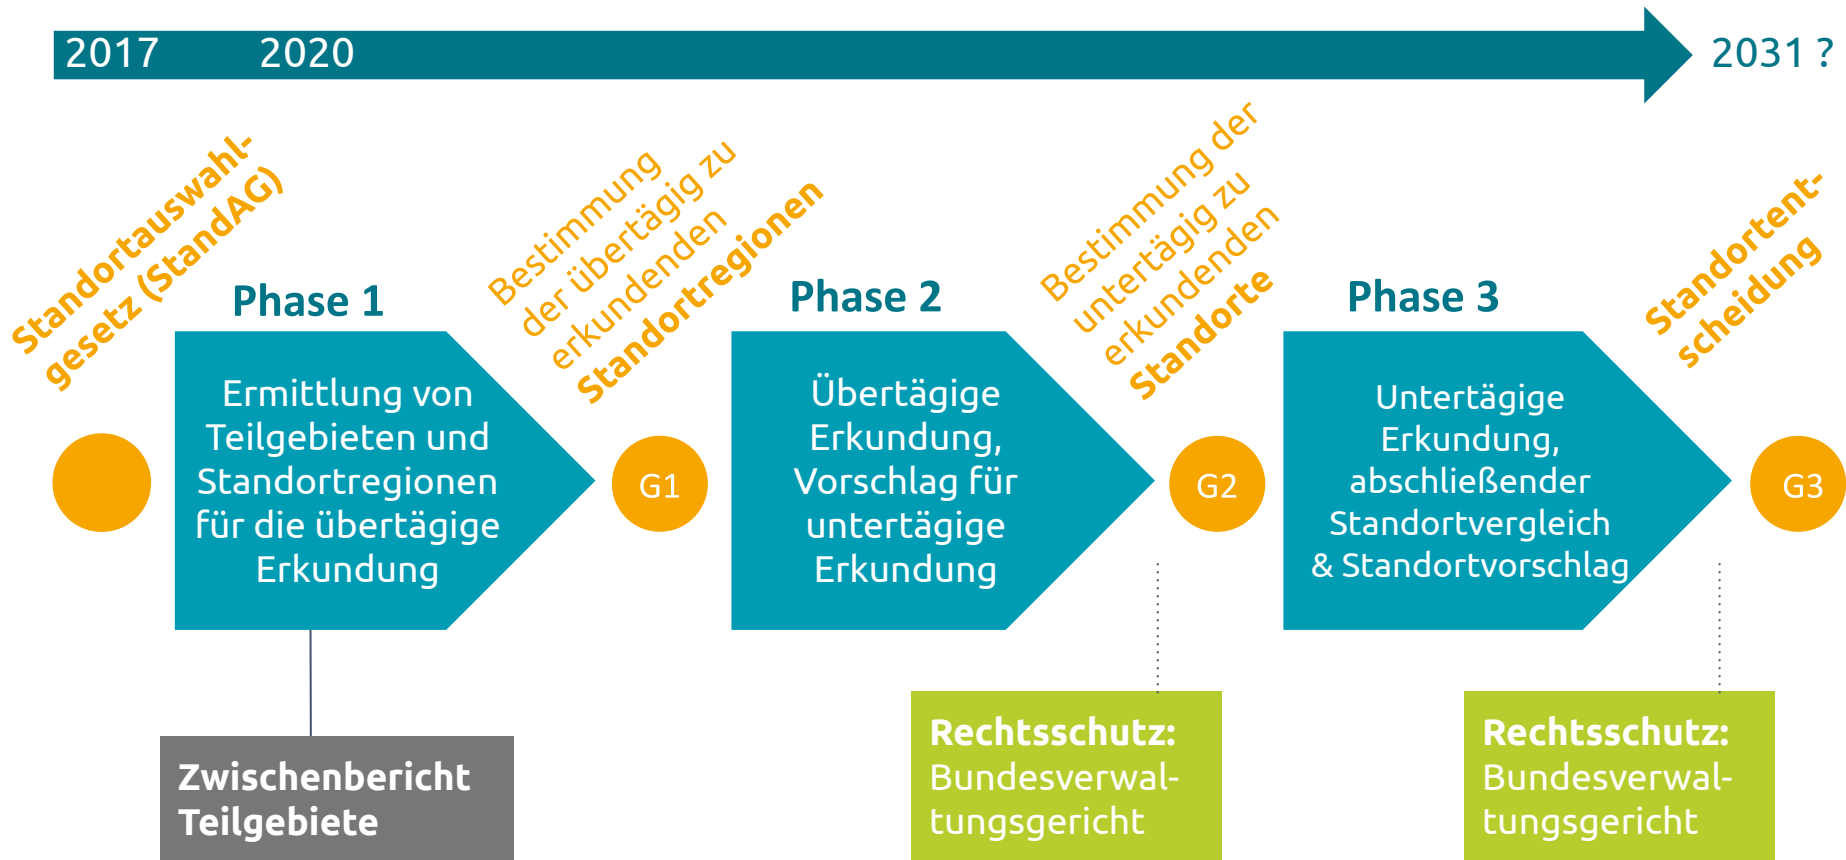 2017 2020 2031 ?
Standortauswahl-
gesetz (StandAG)
Phase 1
Ermittlung von
Teilgebieten und
Standortregionen
für die übertägige
Erkundung
Zwischenbericht
Teilgebiete
Bestimmung
der übertägig zu
erkundenden
Standortregionen
G1
Phase 2
Übertägige
Erkundung,
Vorschlag für
untertägige
Erkundung
Bestimmung der
untertägig zu
erkundenden
Standorte
G2
Rechtsschutz:
Bundesverwal-
tungsgericht
Phase 3
Untertägige
Erkundung,
abschließender
Standortvergleich
& Standortvorschlag
Standortent-
scheidung
G3
Rechtsschutz:
Bundesverwal-
tungsgericht